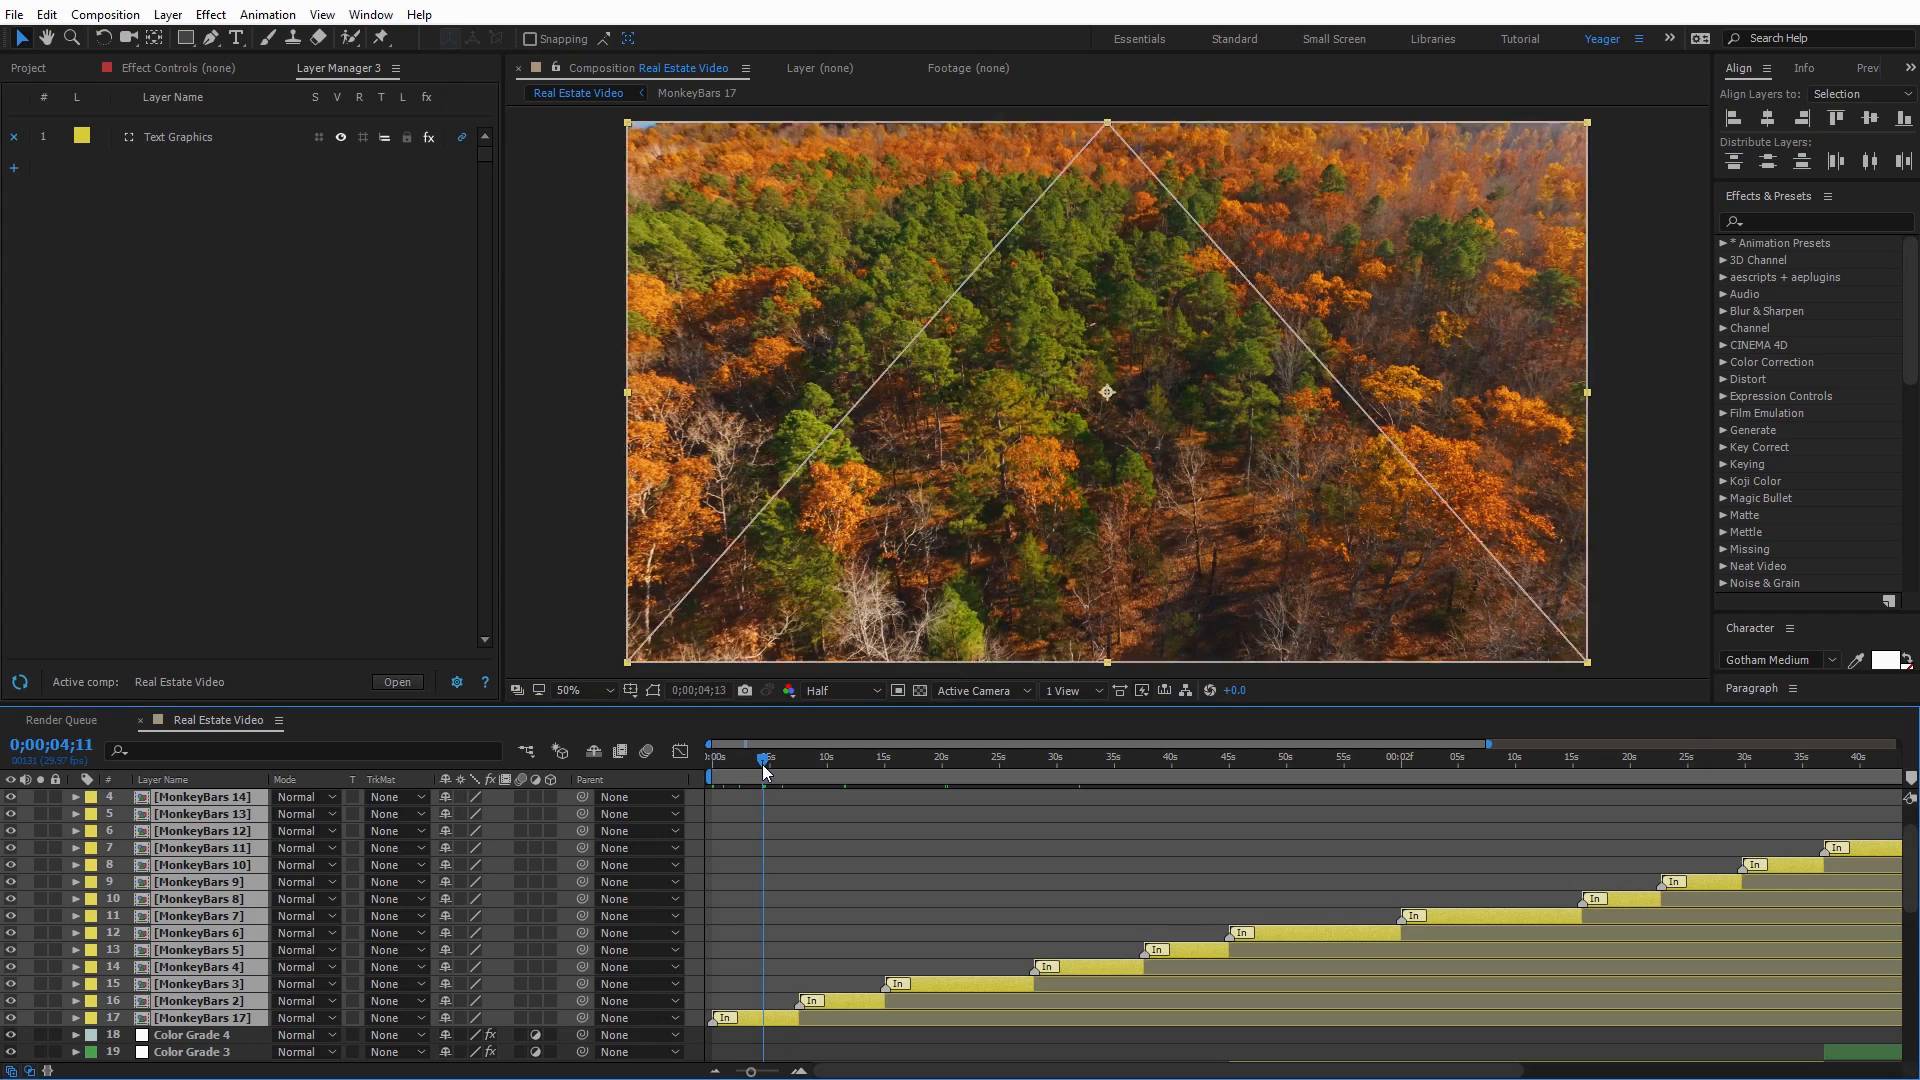 File Edit Composition Layer Effect Animation View Window Help
Snapping Essentials Standard Small Screen Libraries Tutorial Yeager Search Help
Project Effect Controls (none) Layer Manager 3
# L Layer Name S V R T L fx
1 Text Graphics fx
Active comp: Real Estate Video Open ?
Composition Real Estate Video Layer (none) Footage (none)
Real Estate Video MonkeyBars 17
50% 0;00;04;13 Half Active Camera 1 View +0.0
Align Info Prev
Align Layers to: Selection
Distribute Layers:
Effects & Presets
* Animation Presets
3D Channel
aescripts + aeplugins
Audio
Blur & Sharpen
Channel
CINEMA 4D
Color Correction
Distort
Expression Controls
Film Emulation
Generate
Key Correct
Keying
Koji Color
Magic Bullet
Matte
Mettle
Missing
Neat Video
Noise & Grain
Character
Gotham Medium
Paragraph
Render Queue Real Estate Video
0;00;04;11
00131 (29.97 fps)
:00s 5s 10s 15s 20s 25s 30s 35s 40s 45s 50s 55s 00:02f 05s 10s 15s 20s 25s 30s 35s 40s
# Layer Name Mode T TrkMat fx Parent
4 [MonkeyBars 14] Normal None None
5 [MonkeyBars 13] Normal None None
6 [MonkeyBars 12] Normal None None
7 [MonkeyBars 11] Normal None None In
8 [MonkeyBars 10] Normal None None In
9 [MonkeyBars 9] Normal None None In
10 [MonkeyBars 8] Normal None None In
11 [MonkeyBars 7] Normal None None In
12 [MonkeyBars 6] Normal None None In
13 [MonkeyBars 5] Normal None None In
14 [MonkeyBars 4] Normal None None In
15 [MonkeyBars 3] Normal None None In
16 [MonkeyBars 2] Normal None None In
17 [MonkeyBars 17] Normal None None In
18 Color Grade 4 Normal None fx None
19 Color Grade 3 Normal None fx None